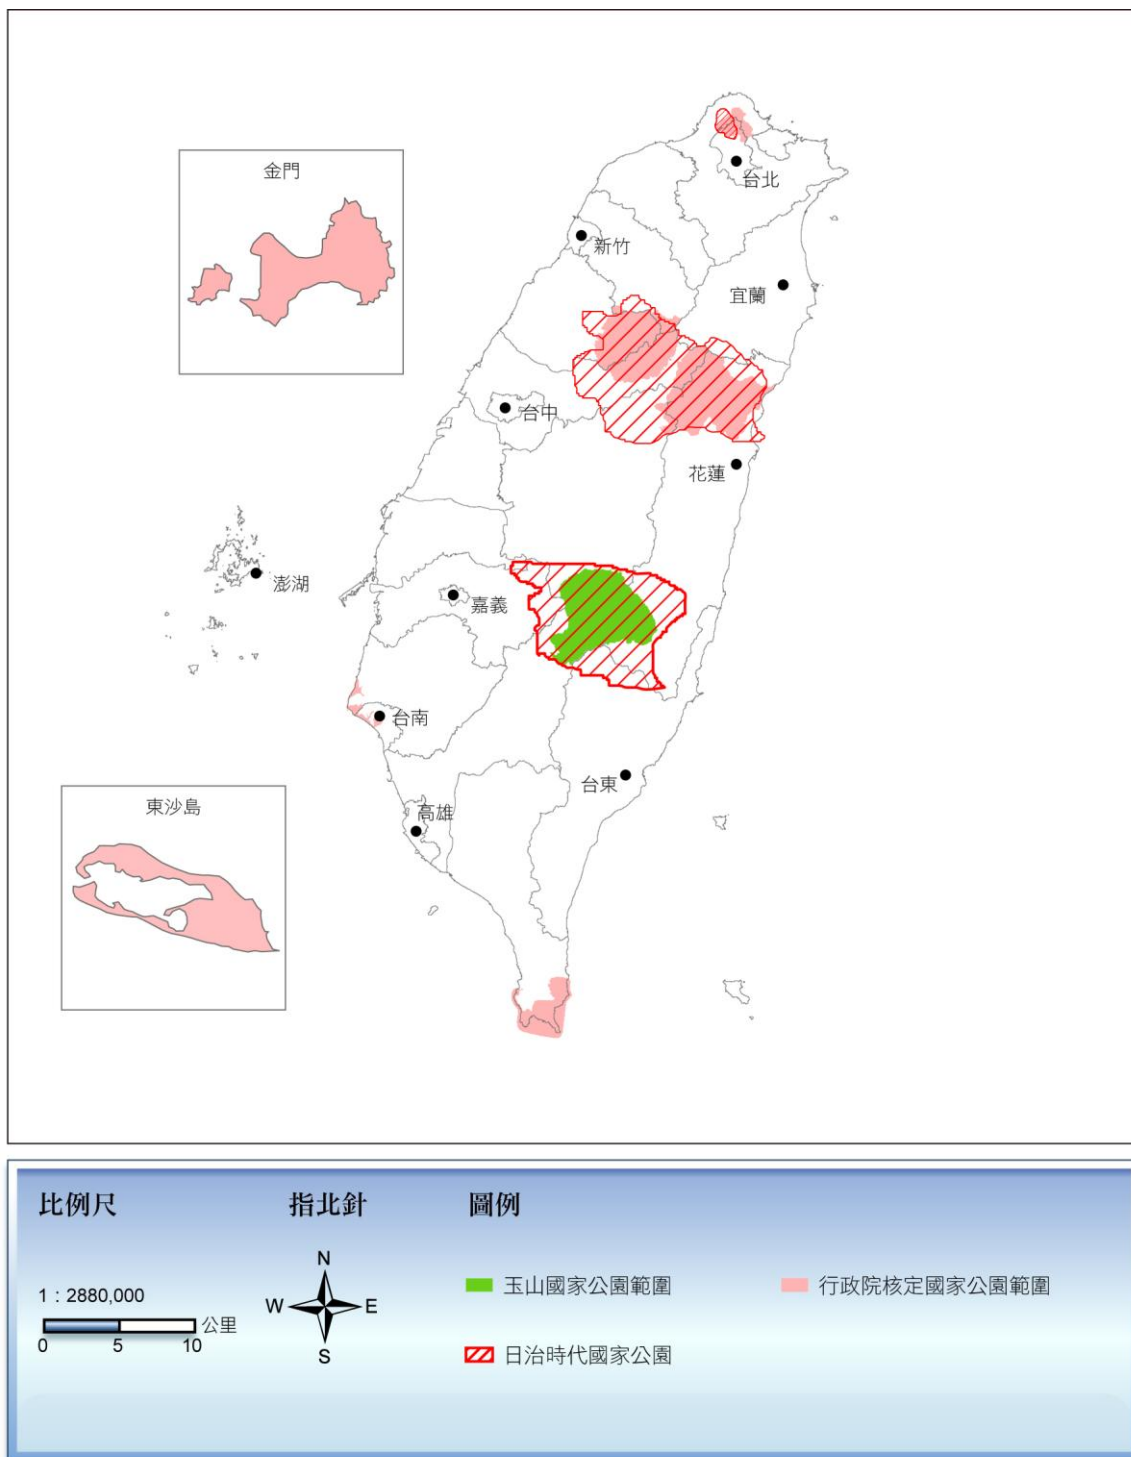 金門
台北
新竹
宜蘭
台中
花蓮
澎湖
嘉義
台南
台東
東沙島
高雄
比例尺
指北針
圖例
N
W
E
S
1：2880,000
公里
0 5 10
玉山國家公園範圍
行政院核定國家公園範圍
日治時代國家公園